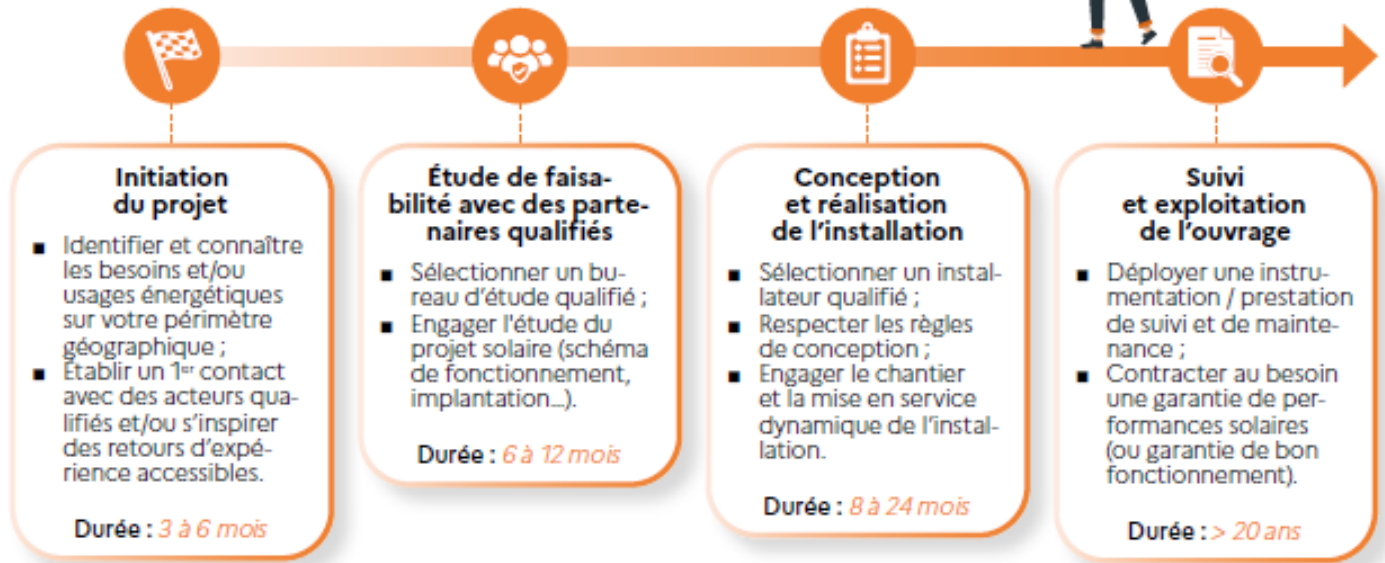 Initiation
du projet
■ Identifier et connaître
les besoins et/ou
usages énergétiques
sur votre périmètre
géographique ;
■ Établir un 1er contact
avec des acteurs qua-
lifiés et/ou s'inspirer
des retours d'expé-
rience accessibles.
Durée : 3 à 6 mois
Étude de faisa-
bilité avec des parte-
naires qualifiés
■ Sélectionner un bu-
reau d'étude qualifié ;
■ Engager l'étude du
projet solaire (schéma
de fonctionnement,
implantation...).
Durée : 6 à 12 mois
Conception
et réalisation
de l'installation
■ Sélectionner un instal-
lateur qualifié ;
■ Respecter les règles
de conception ;
■ Engager le chantier
et la mise en service
dynamique de l'instal-
lation.
Durée : 8 à 24 mois
Suivi
et exploitation
de l'ouvrage
■ Déployer une instru-
mentation / prestation
de suivi et de mainte-
nance ;
■ Contracter au besoin
une garantie de per-
formances solaires
(ou garantie de bon
fonctionnement).
Durée : > 20 ans